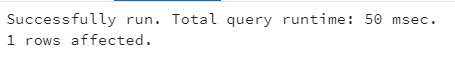 Successfully run. Total query runtime: 50 msec.
1 rows affected.